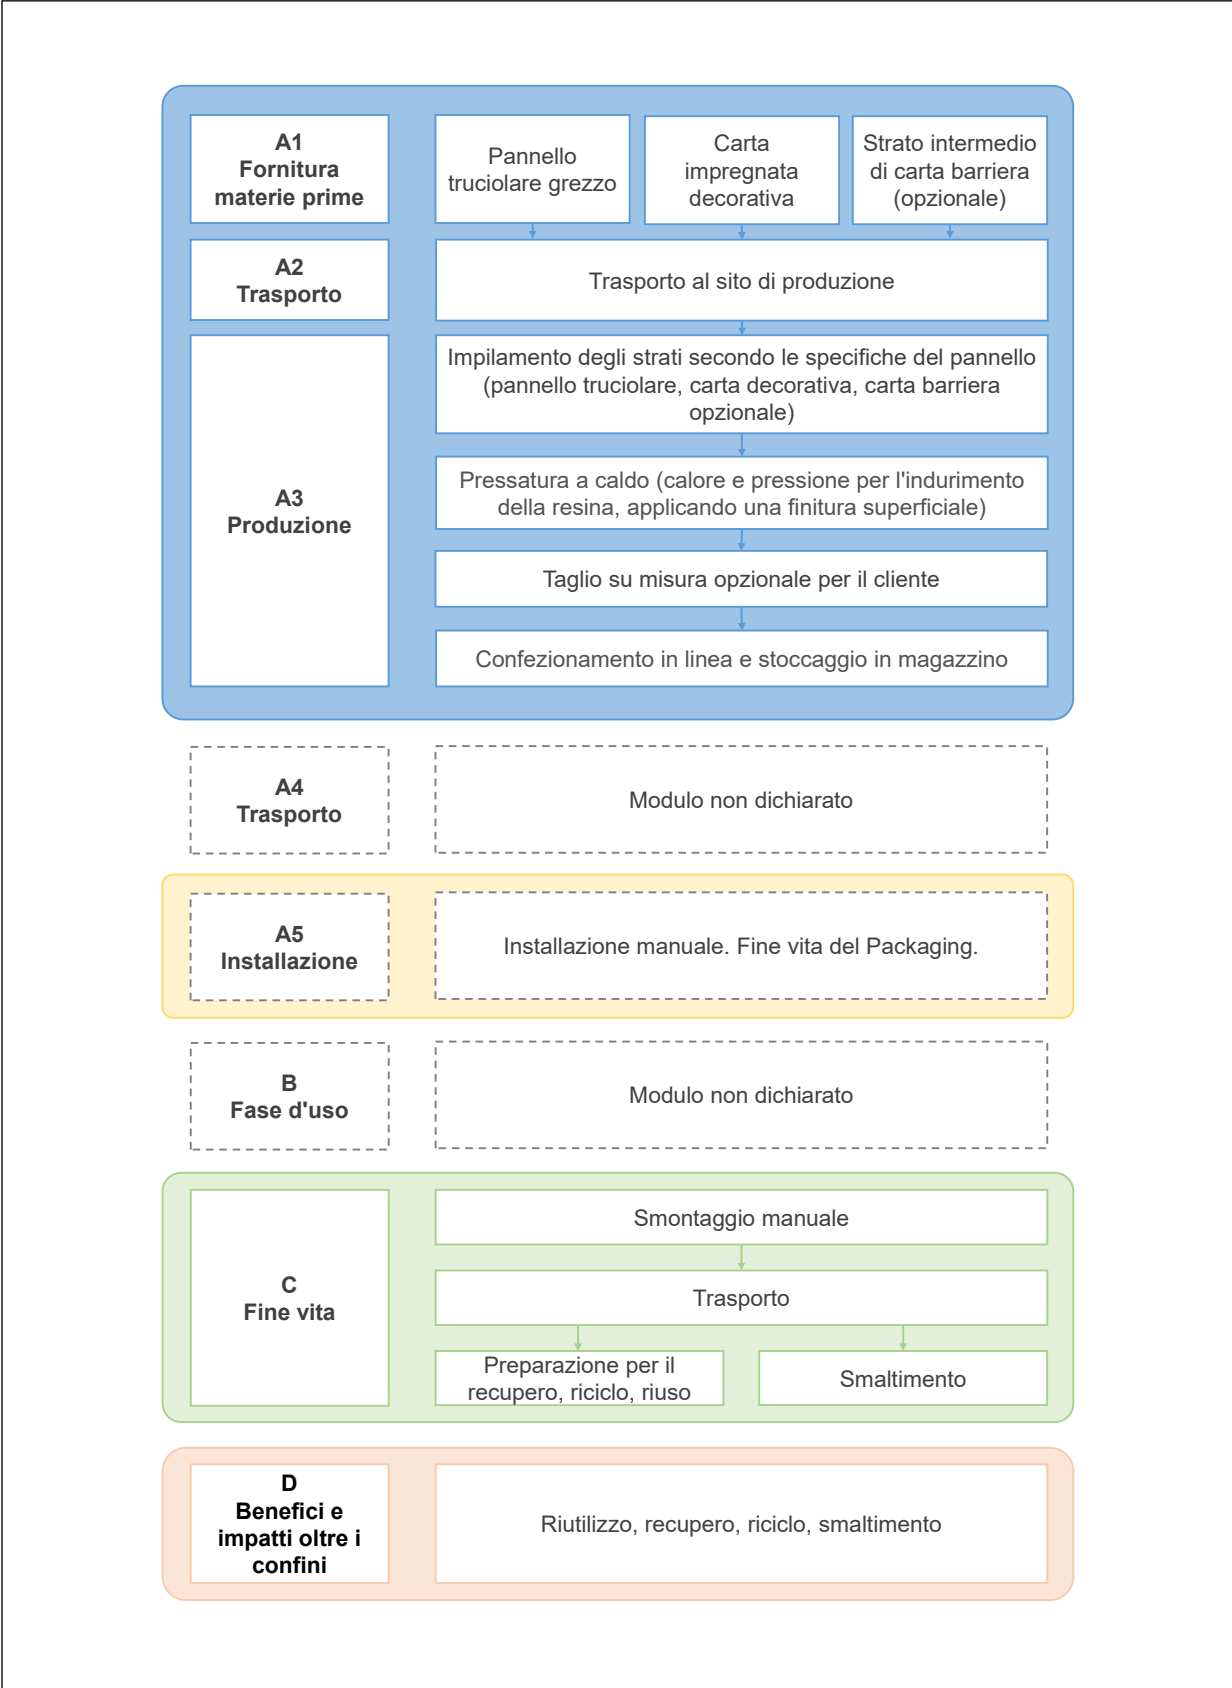 A1
Fornitura
materie prime
Pannello
truciolare grezzo
Carta
impregnata
decorativa
Strato intermedio
di carta barriera
(opzionale)
A2
Trasporto
Trasporto al sito di produzione
A3
Produzione
Impilamento degli strati secondo le specifiche del pannello
(pannello truciolare, carta decorativa, carta barriera
opzionale)
Pressatura a caldo (calore e pressione per l'indurimento
della resina, applicando una finitura superficiale)
Taglio su misura opzionale per il cliente
Confezionamento in linea e stoccaggio in magazzino
A4
Trasporto
Modulo non dichiarato
A5
Installazione
Installazione manuale. Fine vita del Packaging.
B
Fase d'uso
Modulo non dichiarato
C
Fine vita
Smontaggio manuale
Trasporto
Preparazione per il
recupero, riciclo, riuso
Smaltimento
D
Benefici e
impatti oltre i
confini
Riutilizzo, recupero, riciclo, smaltimento